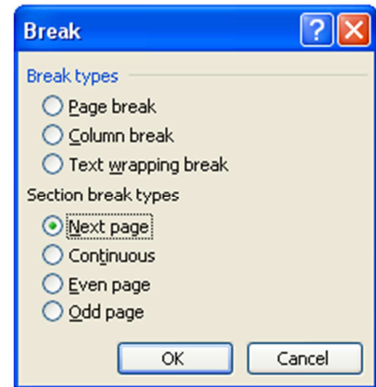 Break
Break types
Page break
Column break
Text wrapping break
Section break types
Next page
Continuous
Even page
Odd page
OK Cancel